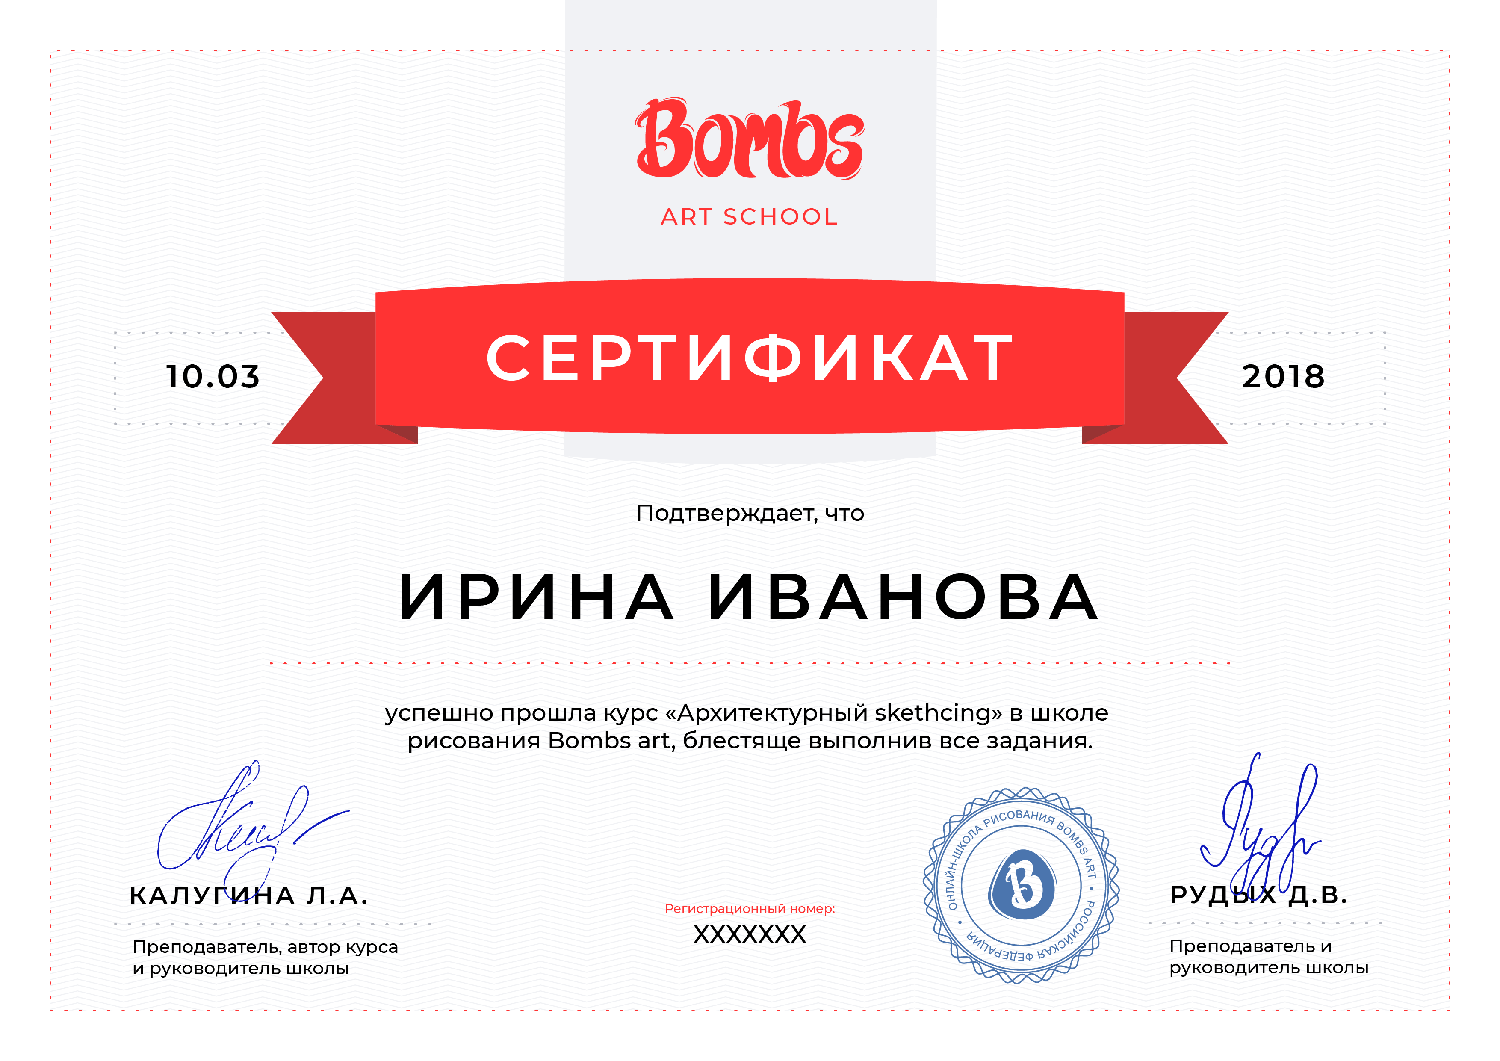 Bombs
ART SCHOOL
СЕРТИФИКАТ
10.03
2018
Подтверждает, что
ИРИНА ИВАНОВА
успешно прошла курс «Архитектурный skethcing» в школе
рисования Bombs art, блестяще выполнив все задания.
КАЛУГИНА Л.А.
Преподаватель, автор курса
и руководитель школы
Регистрационный номер:
XXXXXXX
ОНЛАЙН-ШКОЛА РИСОВАНИЯ BOMBS ART • РОССИЙСКАЯ ФЕДЕРАЦИЯ •
B
РУДЫХ Д.В.
Преподаватель и
руководитель школы